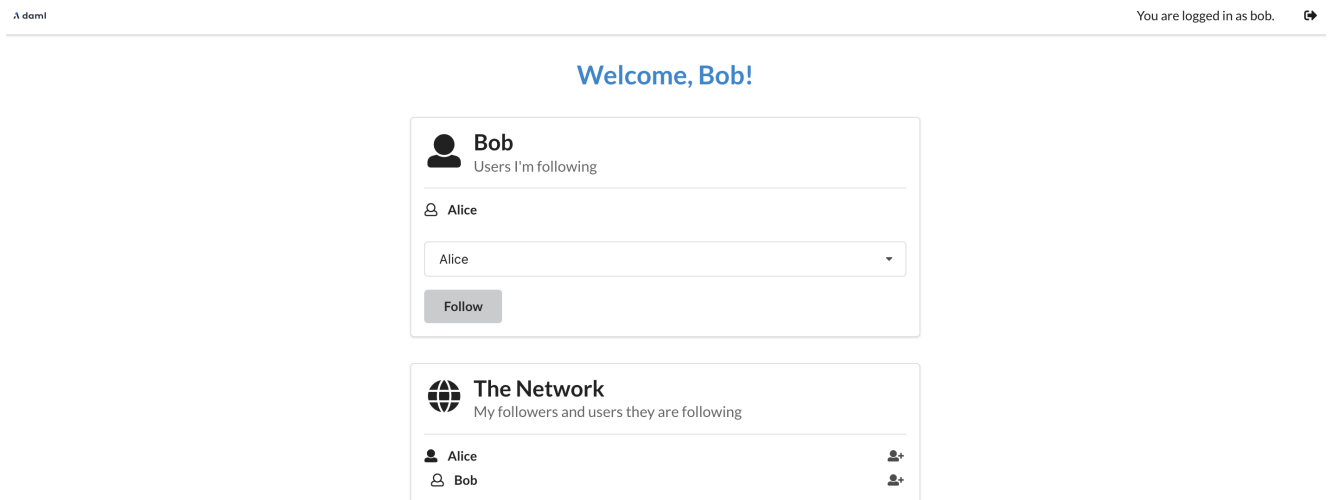 daml
You are logged in as bob.
Welcome, Bob!
Bob
Users I'm following
Alice
Alice
Follow
The Network
My followers and users they are following
Alice
Bob